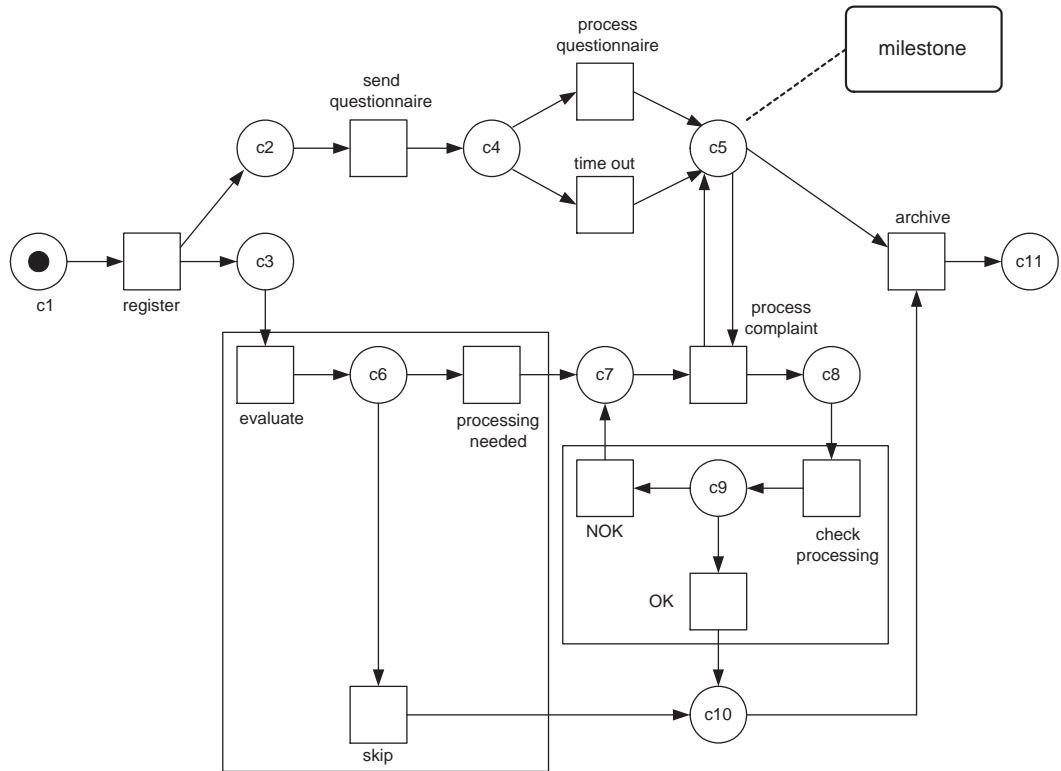 process
questionnaire
milestone
send
questionnaire
c2
c4
c5
time out
archive
c3
c11
c1
register
process
complaint
c6
c7
c8
evaluate
processing
needed
c9
NOK
check
processing
OK
c10
skip